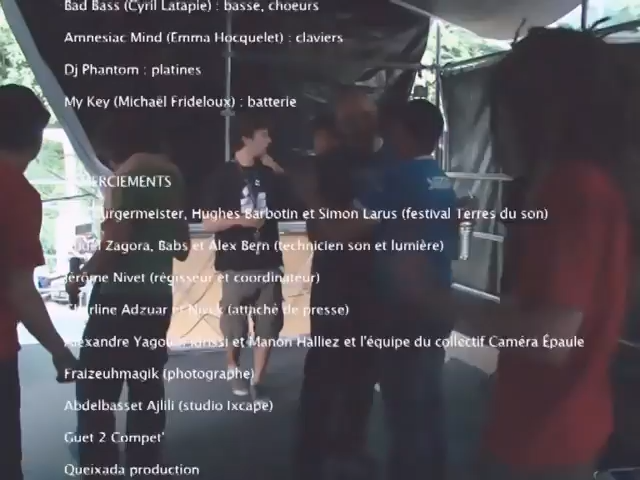 Bad Bass (Cyril Latapie) : basse, choeurs
Amnesiac Mind (Emma Hocquelet) : claviers
Dj Phantom : platines
My Key (Michaël Frideloux) : batterie
REMERCIEMENTS
Hughes Barbotin et Simon Larus (festival Terres du son)
Zagora, Babs et Alex Bern (technicien son et lumière)
Jérôme Nivet (régisseur et coordinateur)
Adzuar et (attaché de presse)
Alexandre et Manon Halliez et l'équipe du collectif Caméra Épaule
Fraizeuhmagik (photographe)
Abdelbasset Ajlili (studio Ixcape)
Guet 2 Compet'
Queixada production